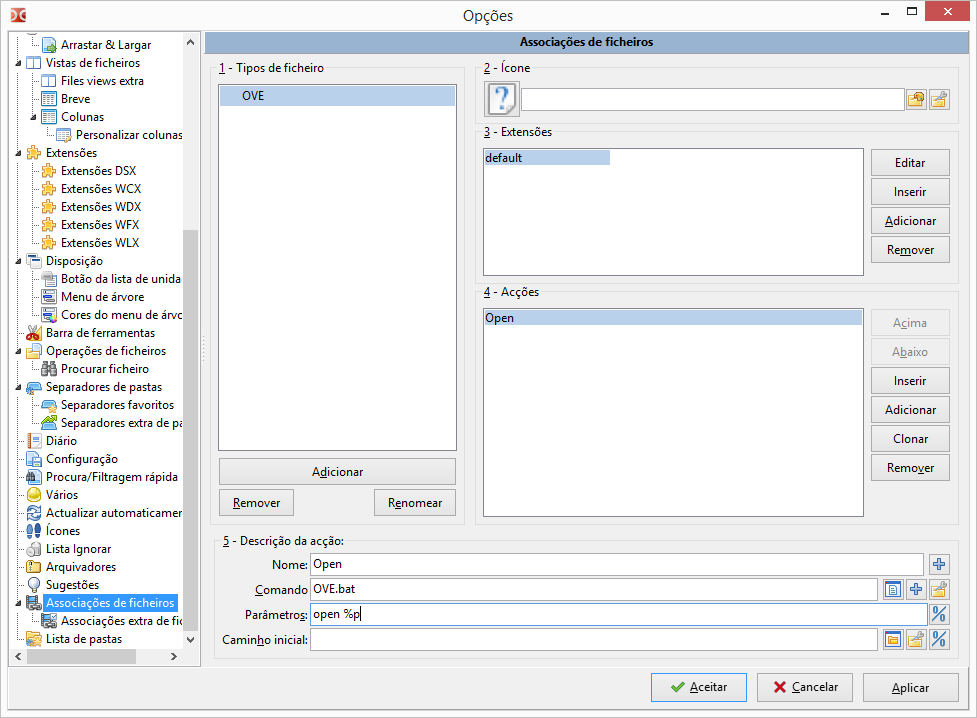 Opções
Arrastar & Largar
Vistas de ficheiros
Files views extra
Breve
Colunas
Personalizar colunas
Extensões
Extensões DSX
Extensões WCX
Extensões WDX
Extensões WFX
Extensões WLX
Disposição
Botão da lista de unida
Menu de árvore
Cores do menu de árvo
Barra de ferramentas
Operações de ficheiros
Procurar ficheiro
Separadores de pastas
Separadores favoritos
Separadores extra de pa
Diário
Configuração
Procura/Filtragem rápida
Vários
Actualizar automaticamen
Ícones
Lista Ignorar
Arquivadores
Sugestões
Associações de ficheiros
Associações extra de fic
Lista de pastas
Associações de ficheiros
1 - Tipos de ficheiro
OVE
Adicionar
Remover
Renomear
2 - Ícone
3 - Extensões
default
Editar
Inserir
Adicionar
Remover
4 - Acções
Open
Acima
Abaixo
Inserir
Adicionar
Clonar
Remover
5 - Descrição da acção:
Nome: Open
Comando OVE.bat
Parâmetros: open %p
Caminho inicial:
Aceitar
Cancelar
Aplicar